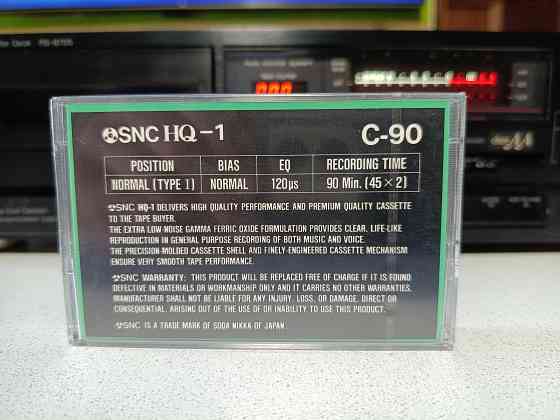 SNC HQ-1
C-90
POSITION BIAS EQ RECORDING TIME
NORMAL (TYPE I) NORMAL 120µs 90 Min. (45 × 2)
SNC HQ-1 DELIVERS HIGH QUALITY PERFORMANCE AND PREMIUM QUALITY CASSETTE
TO THE TAPE BUYER.
THE EXTRA LOW-NOISE GAMMA FERRIC OXIDE FORMULATION PROVIDES CLEAR, LIFE-LIKE
REPRODUCTION IN GENERAL PURPOSE RECORDING OF BOTH MUSIC AND VOICE.
THE PRECISION-MOLDED CASSETTE SHELL AND FINELY-ENGINEERED CASSETTE MECHANISM
ENSURE VERY SMOOTH TAPE PERFORMANCE.
SNC WARRANTY: THIS PRODUCT WILL BE REPLACED FREE OF CHARGE IF IT IS FOUND
DEFECTIVE IN MATERIALS OR WORKMANSHIP ONLY AND IT CARRIES NO OTHER WARRANTIES.
MANUFACTURER SHALL NOT BE LIABLE FOR ANY INJURY, LOSS, OR DAMAGE, DIRECT OR
CONSEQUENTIAL, ARISING OUT OF THE USE OF OR INABILITY TO USE THIS PRODUCT.
SNC IS A TRADE MARK OF SODA NIKKA OF JAPAN